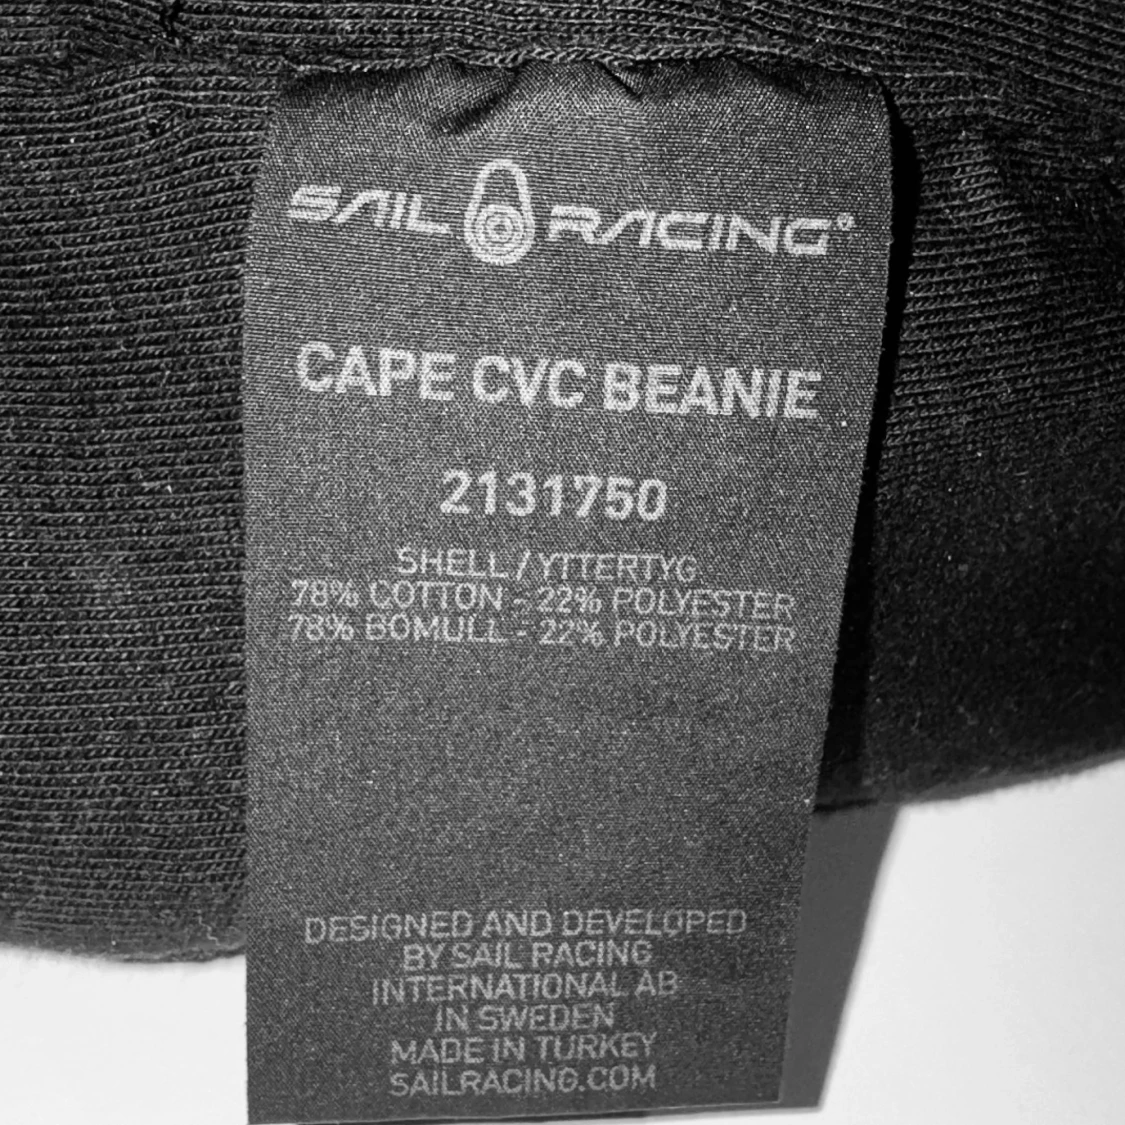 SAIL RACING°
CAPE CVC BEANIE
2131750
SHELL / YTTERTYG
78% COTTON - 22% POLYESTER
78% BOMULL - 22% POLYESTER
DESIGNED AND DEVELOPED
BY SAIL RACING
INTERNATIONAL AB
IN SWEDEN
MADE IN TURKEY
SAILRACING.COM